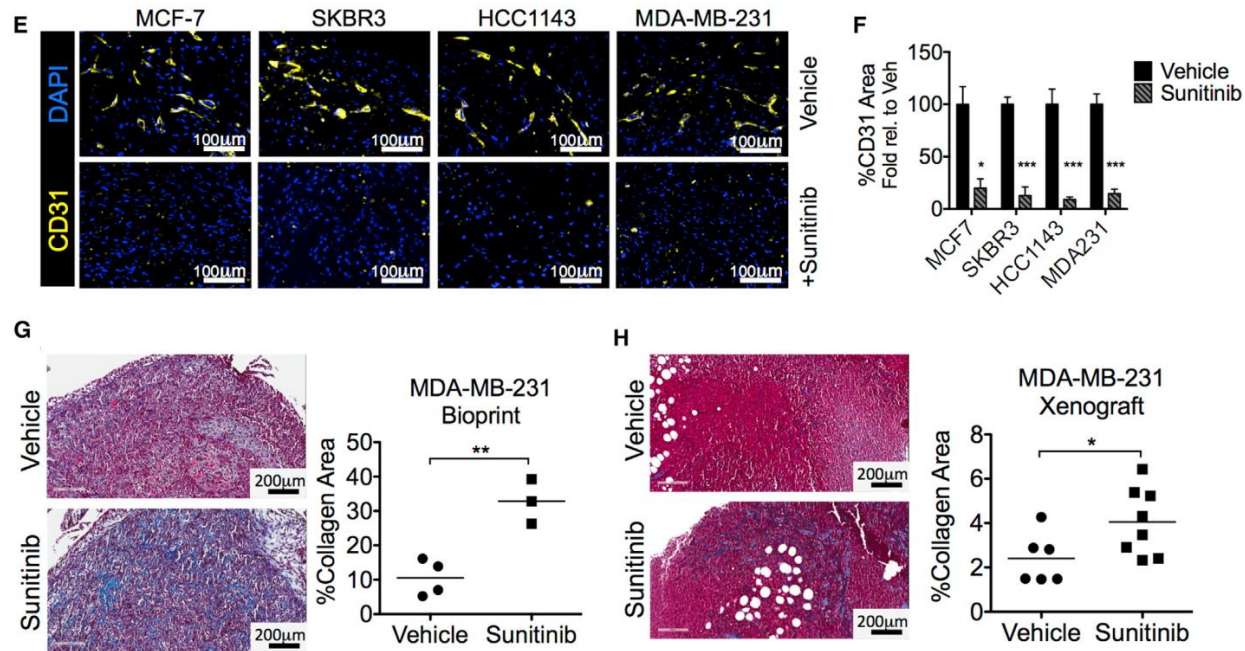 E
MCF-7 SKBR3 HCC1143 MDA-MB-231
DAPI
CD31
100µm 100µm 100µm 100µm
Vehicle
100µm 100µm 100µm 100µm
+Sunitinib
F
%CD31 Area
Fold rel. to Veh
150
100
50
0
* *** *** ***
MCF7 SKBR3 HCC1143 MDA231
Vehicle
Sunitinib
G
Vehicle
200µm
Sunitinib
200µm
MDA-MB-231
Bioprint
%Collagen Area
50
40
30
20
10
0
**
Vehicle Sunitinib
H
Vehicle
200µm
Sunitinib
200µm
MDA-MB-231
Xenograft
%Collagen Area
8
6
4
2
0
*
Vehicle Sunitinib